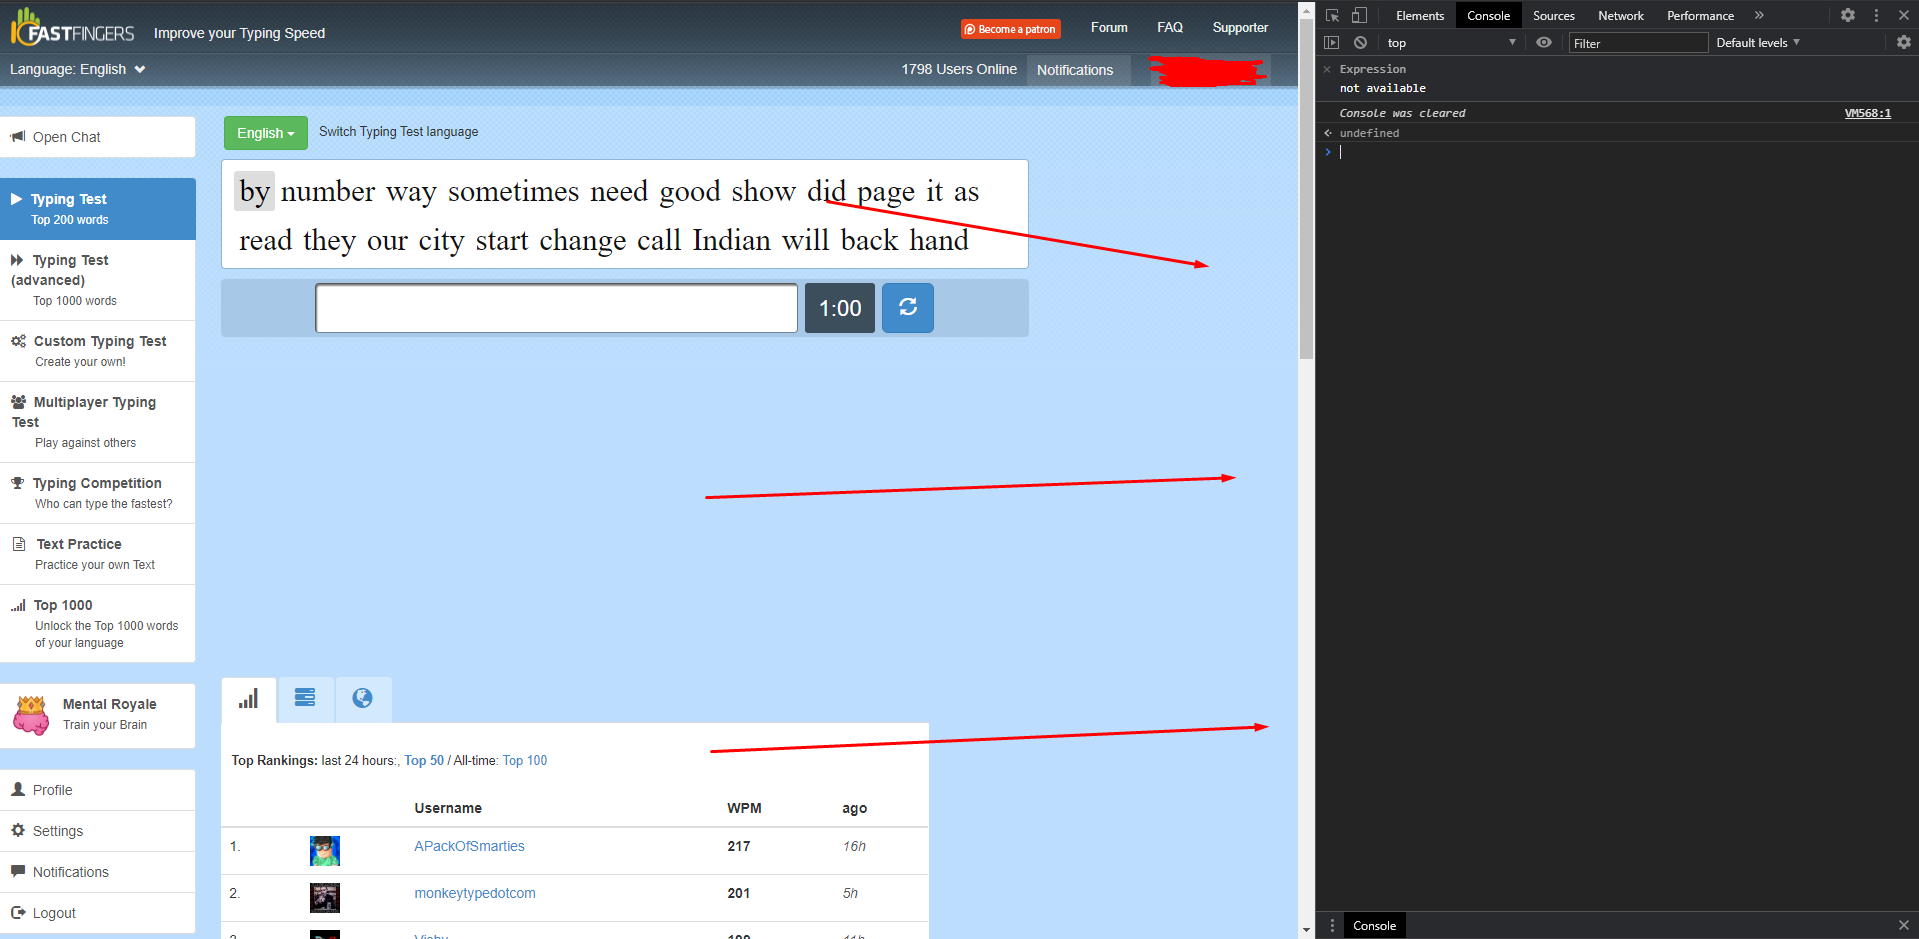 FASTFINGERS
Improve your Typing Speed
Become a patron
Forum
FAQ
Supporter
Language: English
1798 Users Online
Notifications
Open Chat
Typing Test
Top 200 words
Typing Test
(advanced)
Top 1000 words
Custom Typing Test
Create your own!
Multiplayer Typing
Test
Play against others
Typing Competition
Who can type the fastest?
Text Practice
Practice your own Text
Top 1000
Unlock the Top 1000 words
of your language
Mental Royale
Train your Brain
Profile
Settings
Notifications
Logout
English
Switch Typing Test language
by number way sometimes need good show did page it as
read they our city start change call Indian will back hand
1:00
Top Rankings: last 24 hours:, Top 50 / All-time: Top 100
Username WPM ago
1. APackOfSmarties 217 16h
2. monkeytypedotcom 201 5h
Elements
Console
Sources
Network
Performance
top
Filter
Default levels
Expression
not available
Console was cleared
VM568:1
undefined
Console